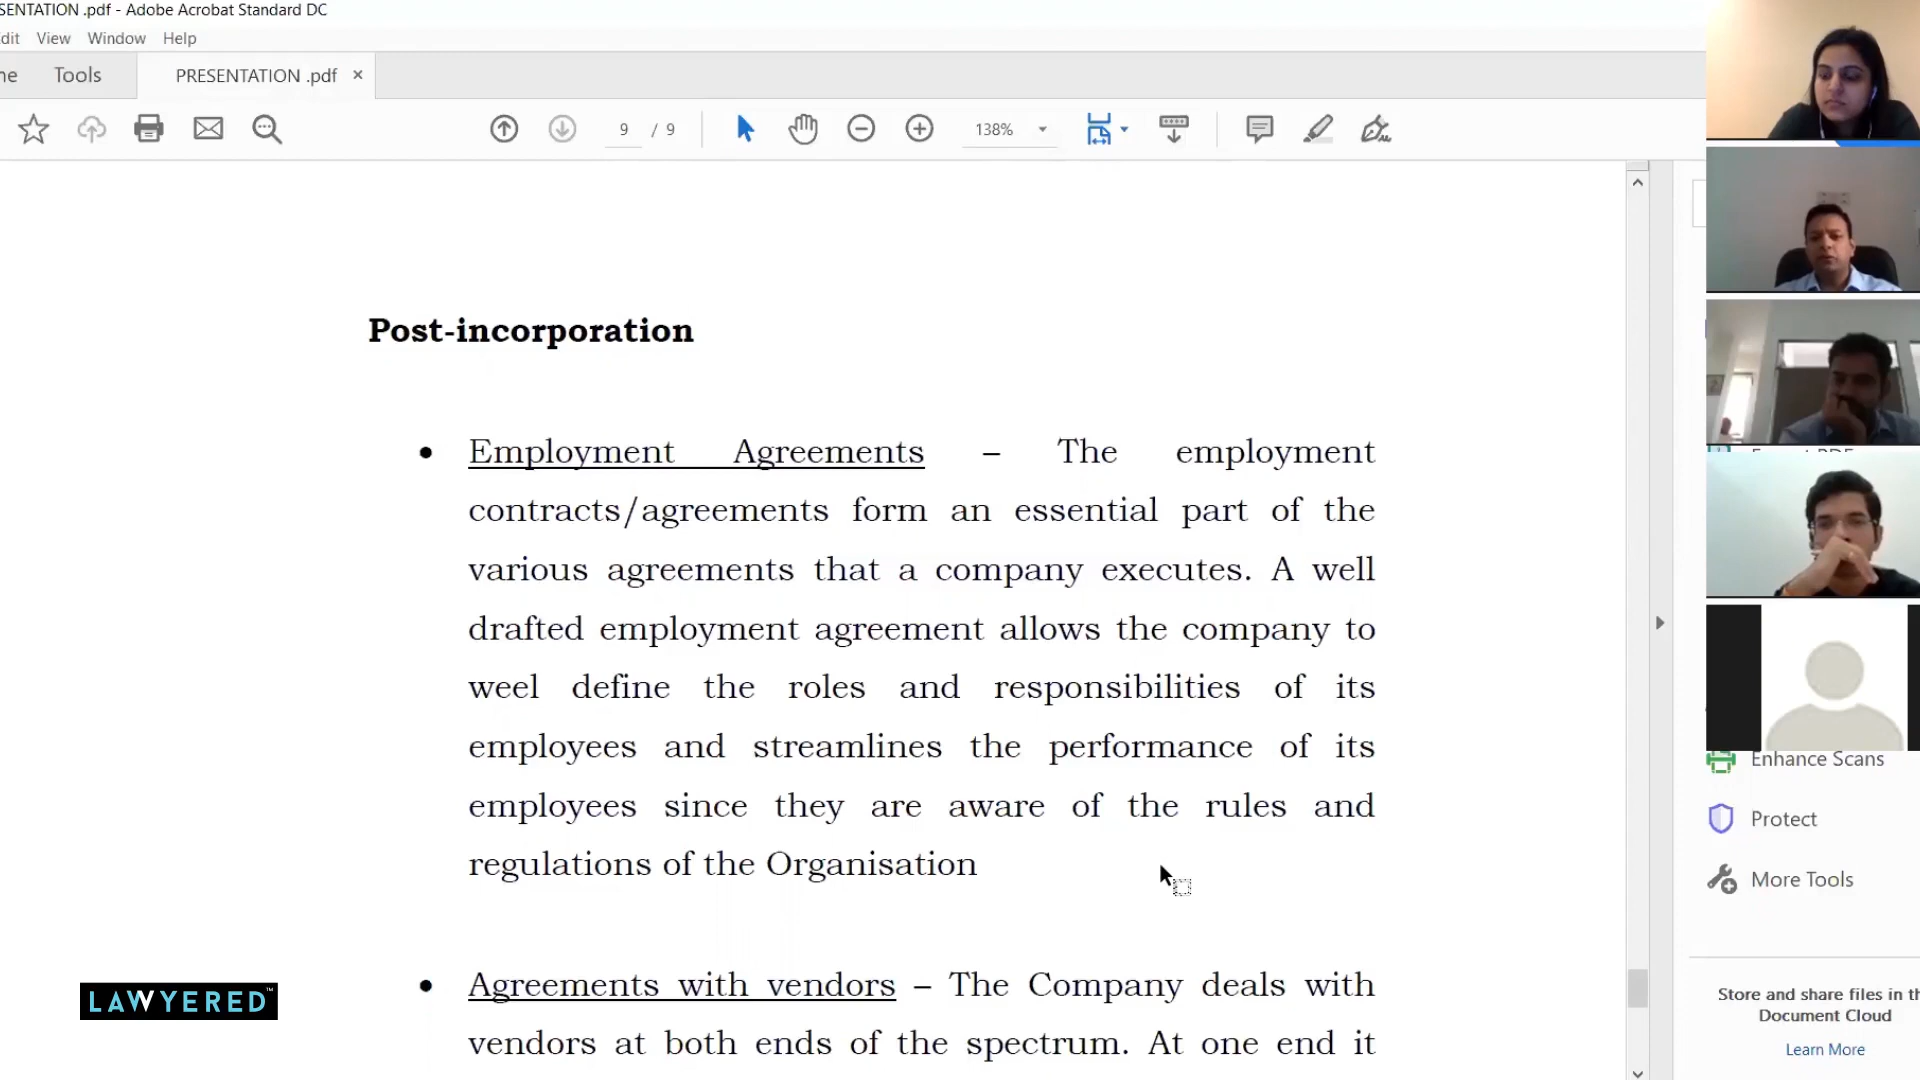 SENTATION .pdf - Adobe Acrobat Standard DC
dit View Window Help
ne Tools PRESENTATION .pdf ×
9 / 9 138%
Post-incorporation
• Employment Agreements – The employment
contracts/agreements form an essential part of the
various agreements that a company executes. A well
drafted employment agreement allows the company to
weel define the roles and responsibilities of its
employees and streamlines the performance of its
employees since they are aware of the rules and
regulations of the Organisation
• Agreements with vendors – The Company deals with
vendors at both ends of the spectrum. At one end it
LAWYERED™
Enhance Scans
Protect
More Tools
Store and share files in th
Document Cloud
Learn More